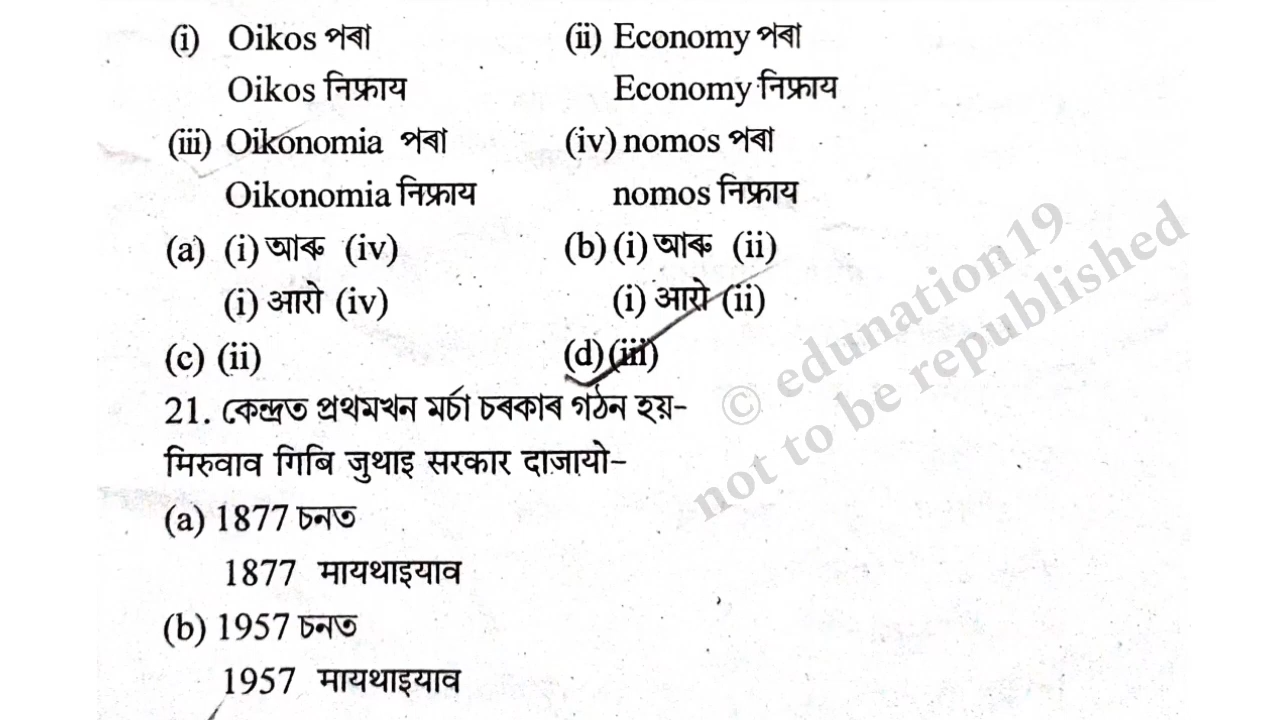 (i) Oikos পৰা (ii) Economy পৰা
Oikos निफ्राय Economy निफ्राय
(iii) Oikonomia পৰা (iv) nomos পৰা
Oikonomia निफ्राय nomos निफ्राय
(a) (i) আৰু (iv) (b) (i) আৰু (ii)
(i) आरो (iv) (i) आरो (ii)
(c) (ii) (d) (iii)
21. কেন্দ্ৰত প্ৰথমখন মৰ্চা চৰকাৰ গঠন হয়–
मिरुवाव गिबि जुथाइ सरकार दाजायो–
(a) 1877 চনত
1877 मायथाइयाव
(b) 1957 চনত
1957 मायथाइयाव
© edunation19
not to be republished